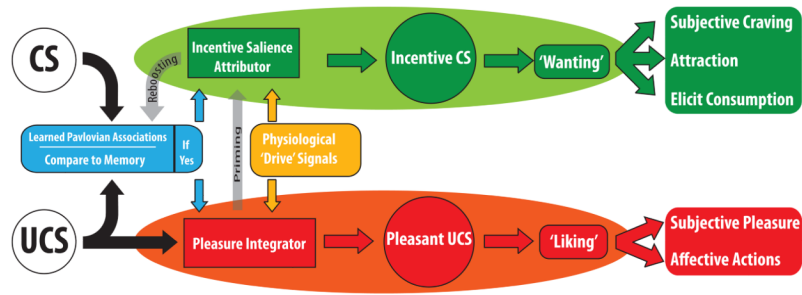 CS
Reboosting
Incentive Salience
Attributor
Incentive CS
'Wanting'
Subjective Craving
Attraction
Elicit Consumption
Learned Pavlovian Associations
Compare to Memory
If
Yes
Priming
Physiological
'Drive' Signals
UCS
Pleasure Integrator
Pleasant UCS
'Liking'
Subjective Pleasure
Affective Actions